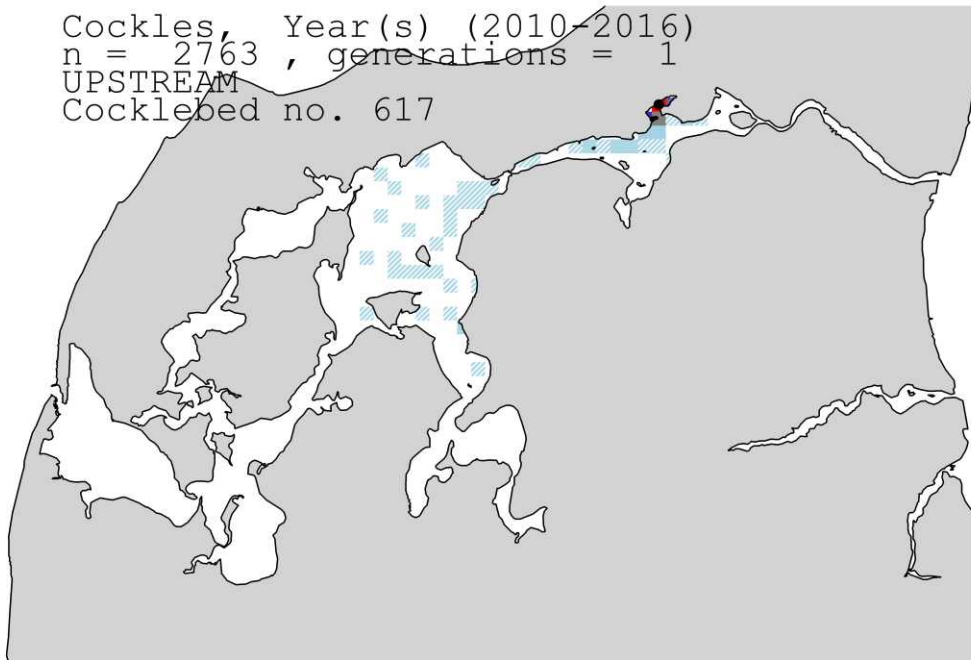 Cockles, Year(s) (2010-2016)
n = 2763 , generations = 1
UPSTREAM
Cocklebed no. 617